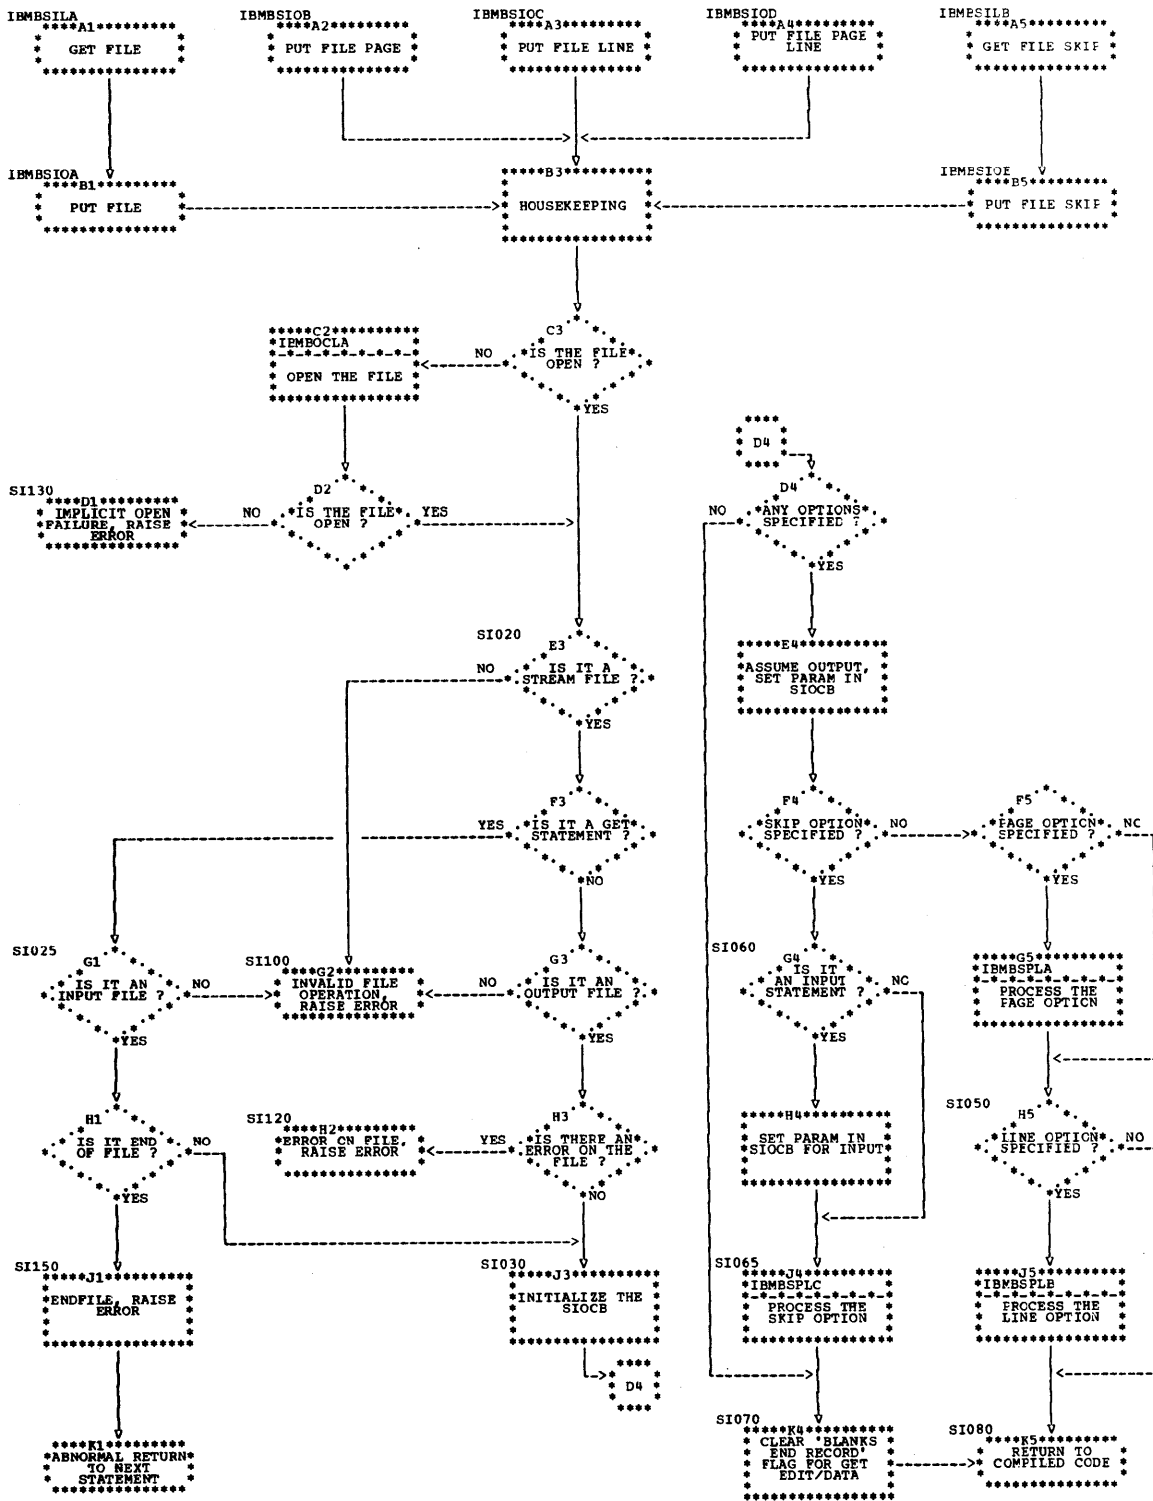 IBMBSILA
A1
GET FILE
IBMBSIOB
A2
PUT FILE PAGE
IBMBSIOC
A3
PUT FILE LINE
IBMBSIOD
A4
PUT FILE PAGE
LINE
IBMBSILB
A5
GET FILE SKIP
IBMBSIOA
B1
PUT FILE
B3
HOUSEKEEPING
IBMBSIOE
B5
PUT FILE SKIP
C2
IBMBOCLA
OPEN THE FILE
NO
C3
IS THE FILE
OPEN ?
YES
D4
SI130
D1
IMPLICIT OPEN
FAILURE, RAISE
ERROR
NO
D2
IS THE FILE
OPEN ?
YES
NO
D4
ANY OPTIONS
SPECIFIED ?
YES
SI020
NO
E3
IS IT A
STREAM FILE ?
YES
E4
ASSUME OUTPUT,
SET PARAM IN
SIOCB
YES
F3
IS IT A GET
STATEMENT ?
NO
F4
SKIP OPTION
SPECIFIED ?
NO
YES
F5
PAGE OPTION
SPECIFIED ?
NC
YES
SI025
G1
IS IT AN
INPUT FILE ?
NO
YES
SI100
G2
INVALID FILE
OPERATION,
RAISE ERROR
NO
G3
IS IT AN
OUTPUT FILE ?
YES
SI060
G4
IS IT
AN INPUT
STATEMENT ?
NC
YES
G5
IBMBSPLA
PROCESS THE
PAGE OPTICN
H1
IS IT END
OF FILE ?
NO
YES
SI120
H2
ERROR CN FILE,
RAISE ERROR
YES
H3
IS THERE AN
ERROR ON THE
FILE ?
NO
H4
SET PARAM IN
SIOCB FOR INPUT
SI050
H5
LINE OPTION
SPECIFIED ?
NO
YES
SI150
J1
ENDFILE, RAISE
ERROR
SI030
J3
INITIALIZE THE
SIOCB
SI065
J4
IBMBSPLC
PROCESS THE
SKIP OPTION
J5
IBMBSPLB
PROCESS THE
LINE OPTION
D4
K1
ABNORMAL RETURN
TO NEXT
STATEMENT
SI070
K4
CLEAR 'BLANKS
END RECORD'
FLAG FOR GET
EDIT/DATA
SI080
K5
RETURN TO
COMPILED CODE